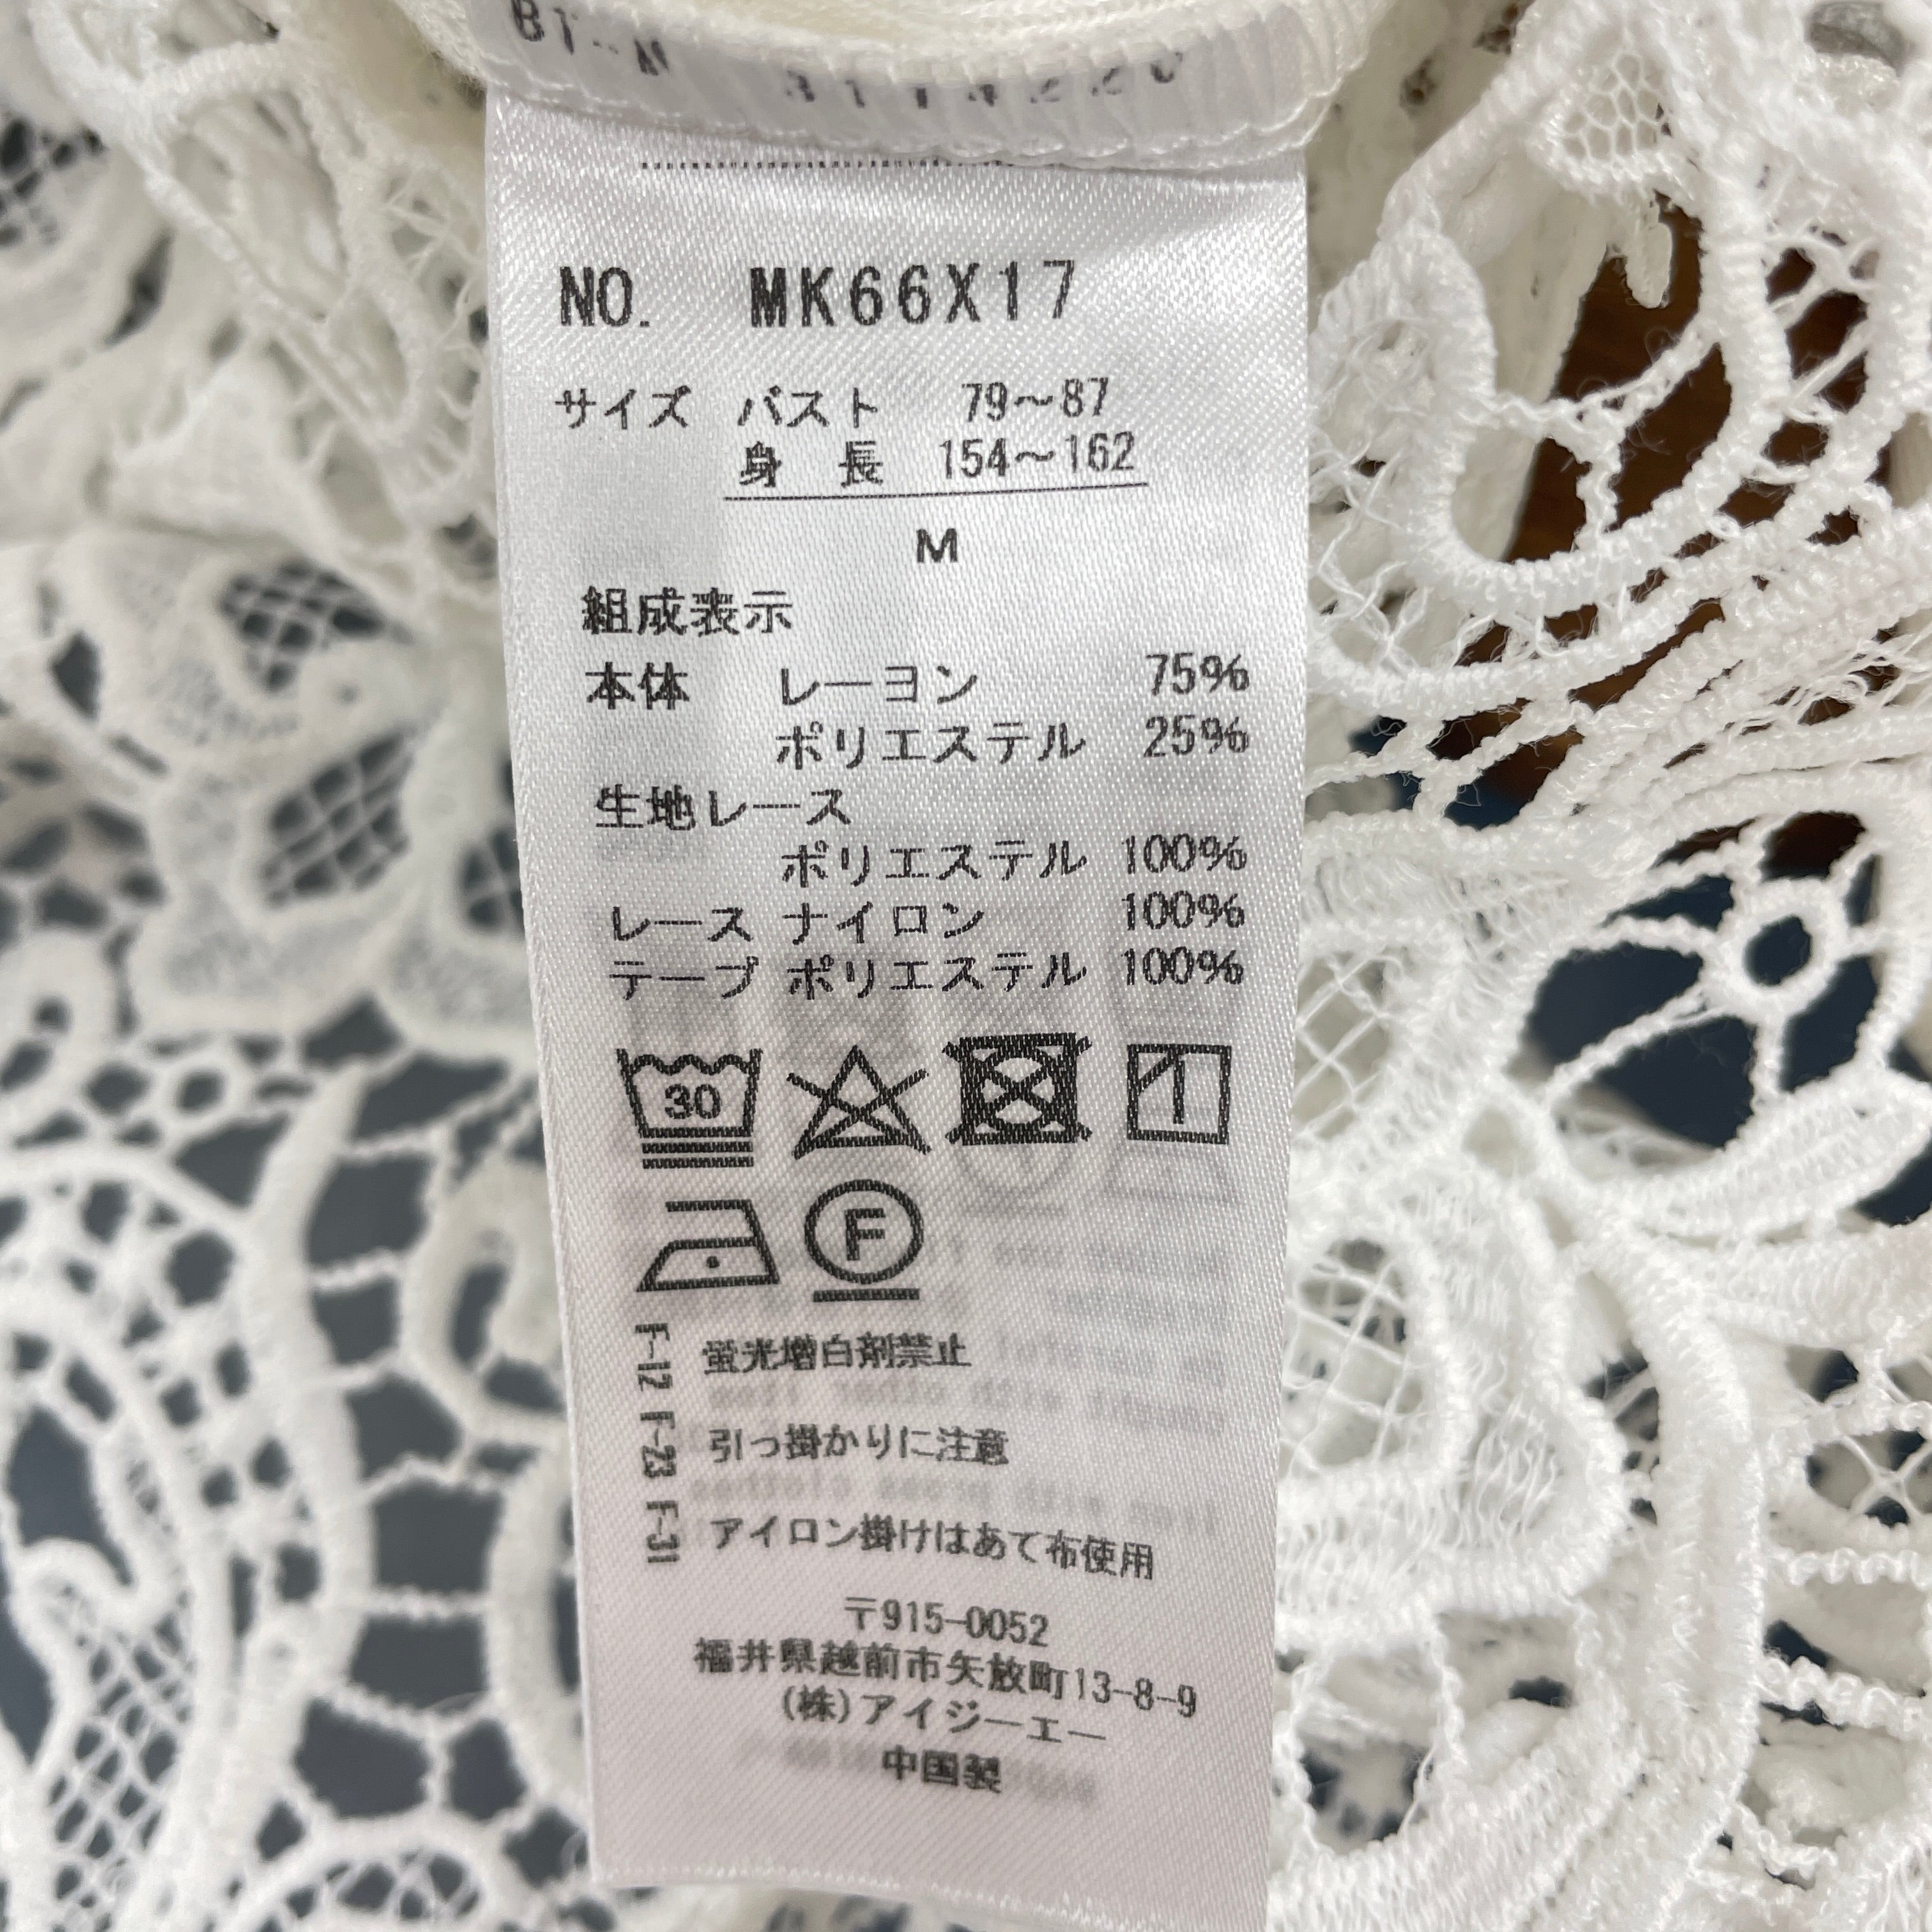 NO. MK66X17
サイズ バスト 79～87
身 長 154～162
M
組成表示
本体 レーヨン 75%
ポリエステル 25%
生地レース
ポリエステル 100%
レース ナイロン 100%
テープ ポリエステル 100%
30
F
F-112 F-23 F-31
蛍光増白剤禁止
引っ掛かりに注意
アイロン掛けはあて布使用
〒915-0052
福井県越前市矢放町13-8-9
(株)アイジーエー
中国製